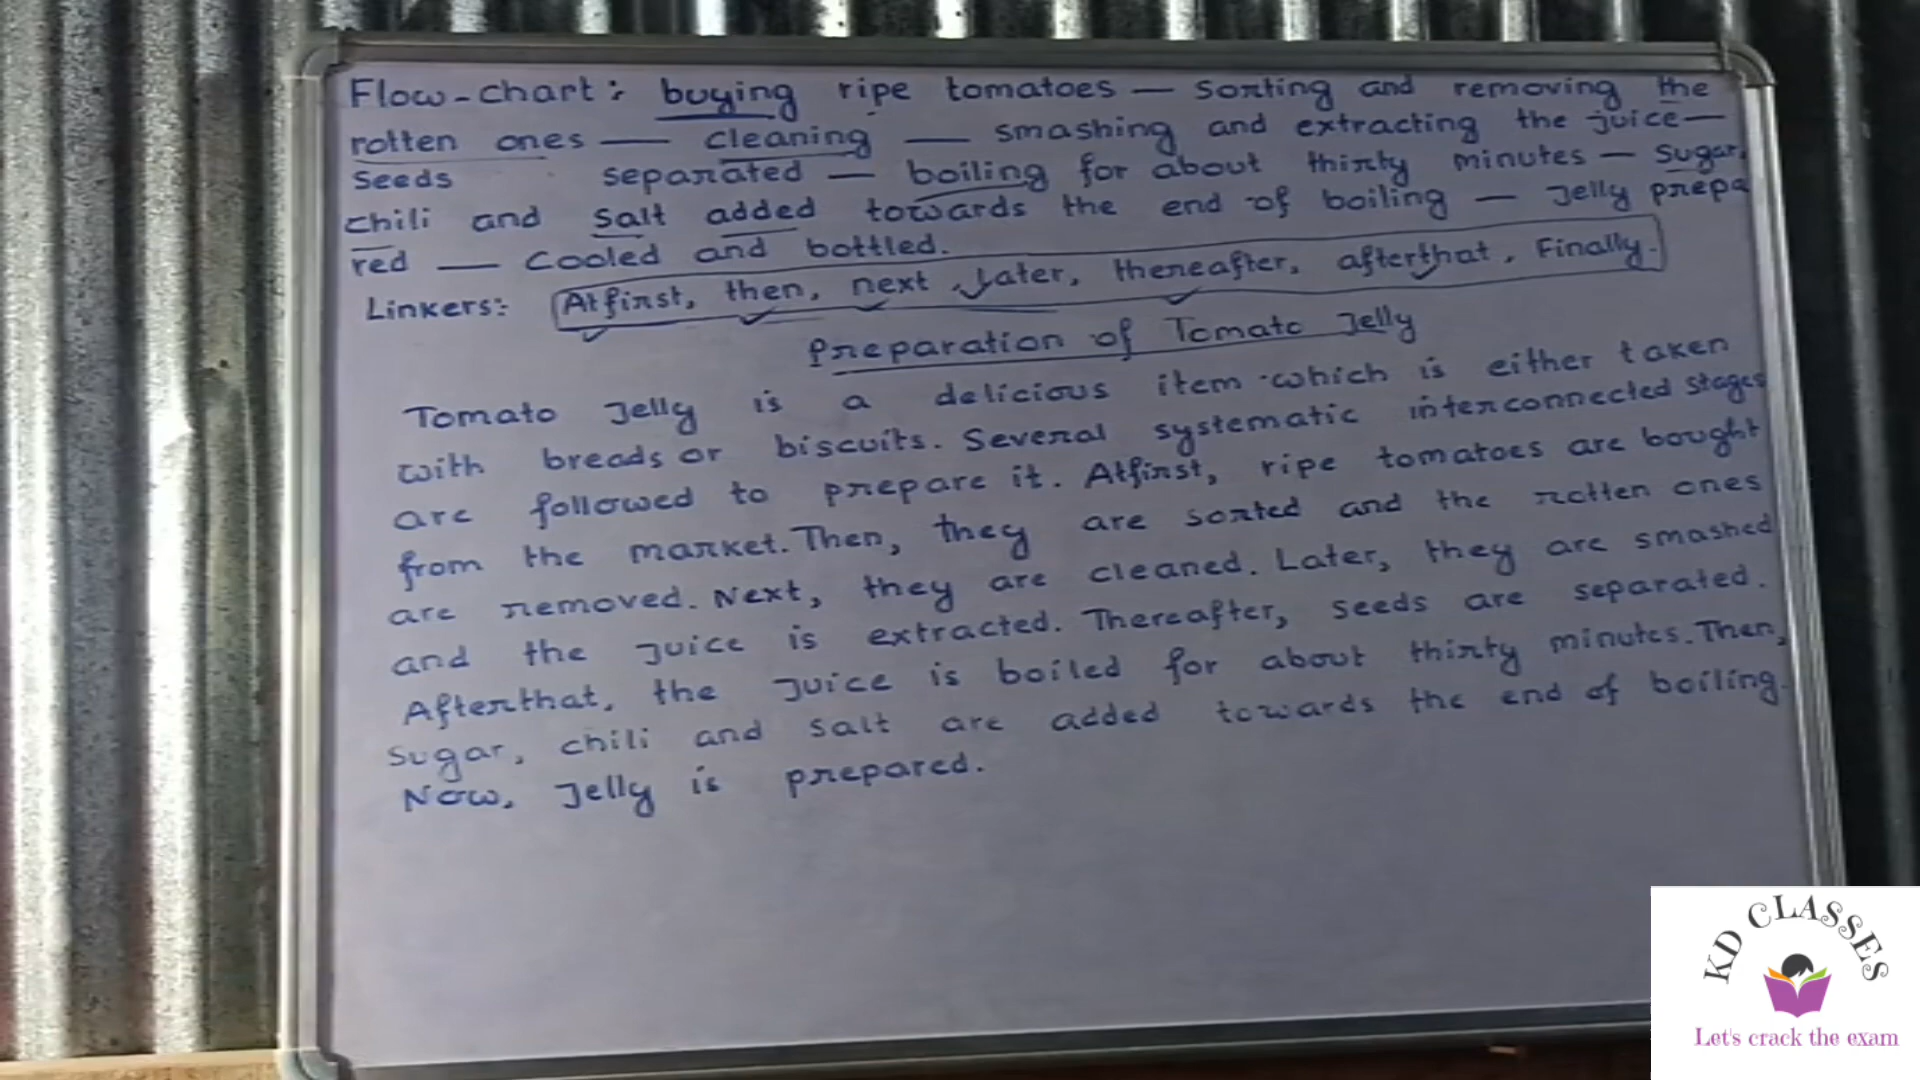 Flow-chart: buying ripe tomatoes — sorting and removing the
rotten ones — cleaning — smashing and extracting the juice —
seeds separated — boiling for about thirty minutes — sugar,
chili and salt added towards the end of boiling — Jelly prepa
red — cooled and bottled.
Linkers: Atfirst, then, next, later, thereafter, afterthat, Finally.
Preparation of Tomato Jelly
Tomato Jelly is a delicious item which is either taken
with breads or biscuits. Several systematic interconnected stages
are followed to prepare it. Atfirst, ripe tomatoes are bought
from the market. Then, they are sorted and the rotten ones
are removed. Next, they are cleaned. Later, they are smashed
and the juice is extracted. Thereafter, seeds are separated.
Afterthat, the juice is boiled for about thirty minutes. Then,
sugar, chili and salt are added towards the end of boiling.
Now, Jelly is prepared.
KD CLASSES
Let's crack the exam